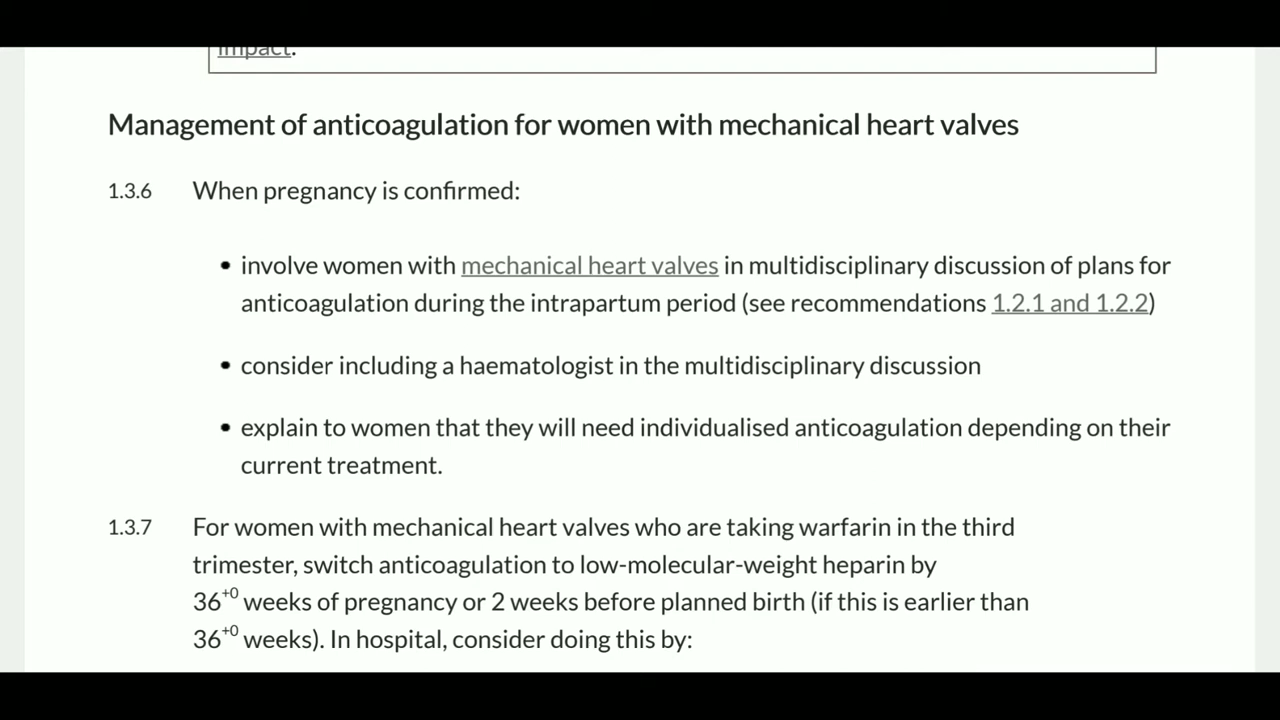 impact.
Management of anticoagulation for women with mechanical heart valves
1.3.6 When pregnancy is confirmed:
• involve women with mechanical heart valves in multidisciplinary discussion of plans for
anticoagulation during the intrapartum period (see recommendations 1.2.1 and 1.2.2)
• consider including a haematologist in the multidisciplinary discussion
• explain to women that they will need individualised anticoagulation depending on their
current treatment.
1.3.7 For women with mechanical heart valves who are taking warfarin in the third
trimester, switch anticoagulation to low-molecular-weight heparin by
36⁺⁰ weeks of pregnancy or 2 weeks before planned birth (if this is earlier than
36⁺⁰ weeks). In hospital, consider doing this by: